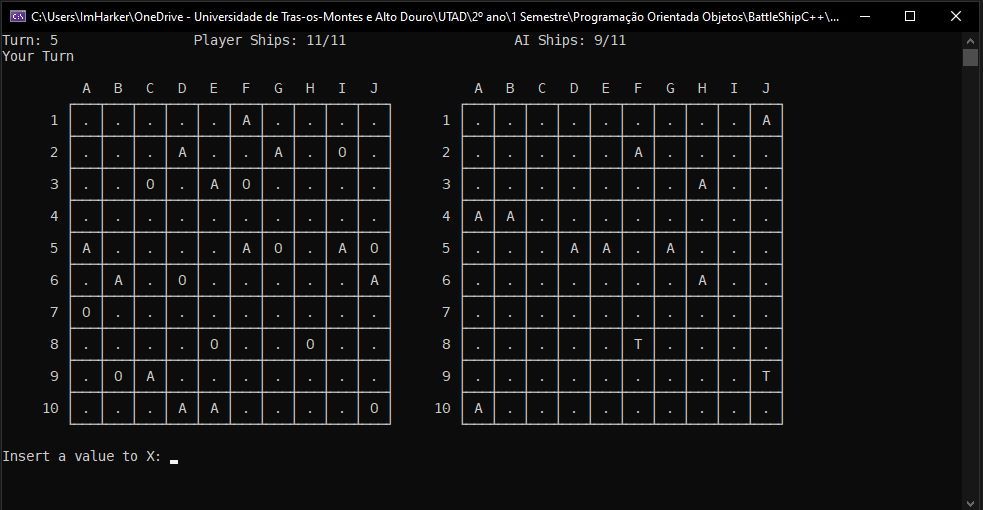 C:\Users\ImHarker\OneDrive - Universidade de Tras-os-Montes e Alto Douro\UTAD\2º ano\1 Semestre\Programação Orientada Objetos\BattleShipC++\...
Turn: 5 Player Ships: 11/11 AI Ships: 9/11
Your Turn
A B C D E F G H I J A B C D E F G H I J
1 . . . . . A . . . . 1 . . . . . . . . . A
2 . . . A . . A . O . 2 . . . . . A . . . .
3 . . O . A O . . . . 3 . . . . . . . A . .
4 . . . . . . . . . . 4 A A . . . . . . . .
5 A . . . . A O . A O 5 . . . A A . A . . .
6 . A . O . . . . . A 6 . . . . . . . A . .
7 O . . . . . . . . . 7 . . . . . . . . . .
8 . . . . O . . O . . 8 . . . . . T . . . .
9 . O A . . . . . . . 9 . . . . . . . . . T
10 . . . A A . . . . O 10 A . . . . . . . . .
Insert a value to X: